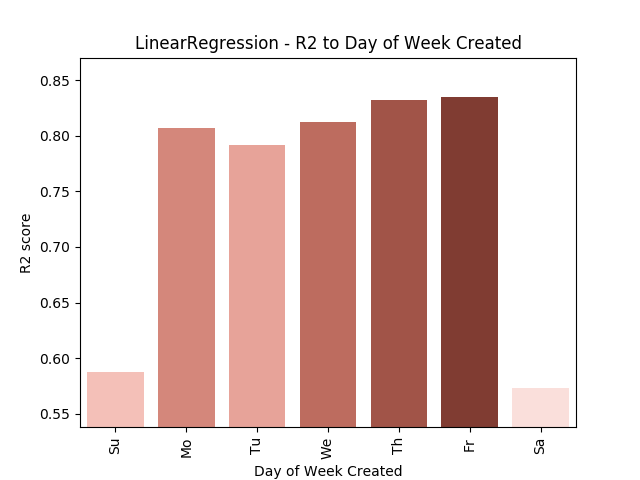 LinearRegression - R2 to Day of Week Created
0.85
0.80
0.75
0.70
0.65
0.60
0.55
R2 score
Su
Mo
Tu
We
Th
Fr
Sa
Day of Week Created